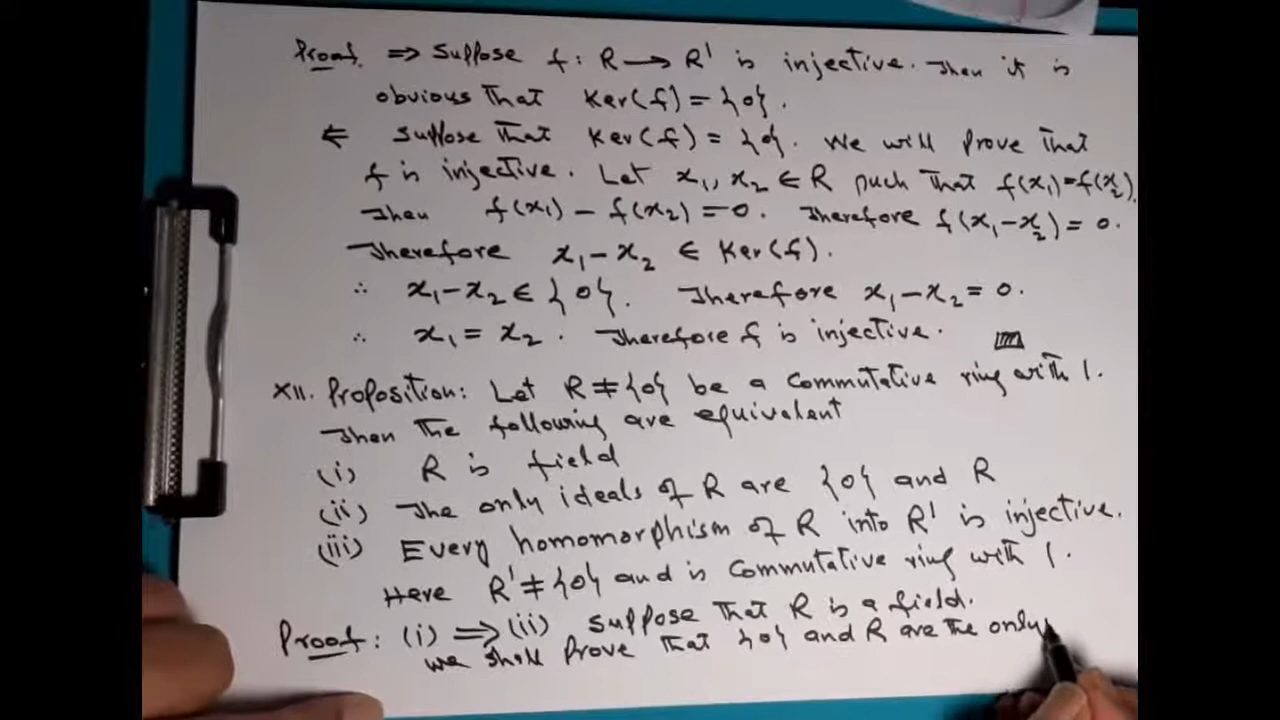 Proof. ⇒ Suppose f: R → R' is injective. Then it is
obvious that Ker(f) = {0}.
⇐ Suppose that Ker(f) = {0}. We will prove that
f is injective. Let x₁, x₂ ∈ R such that f(x₁)=f(x₂).
Then f(x₁) - f(x₂) = 0. Therefore f(x₁-x₂) = 0.
Therefore x₁-x₂ ∈ Ker(f).
∴ x₁-x₂ ∈ {0}. Therefore x₁-x₂ = 0.
∴ x₁ = x₂. Therefore f is injective.
XII. Proposition: Let R ≠ {0} be a commutative ring with 1.
Then the following are equivalent
(i) R is field
(ii) The only ideals of R are {0} and R
(iii) Every homomorphism of R into R' is injective.
Here R' ≠ {0} and is commutative ring with 1.
Proof: (i) ⇒ (ii) Suppose that R is a field.
We shall prove that {0} and R are the only